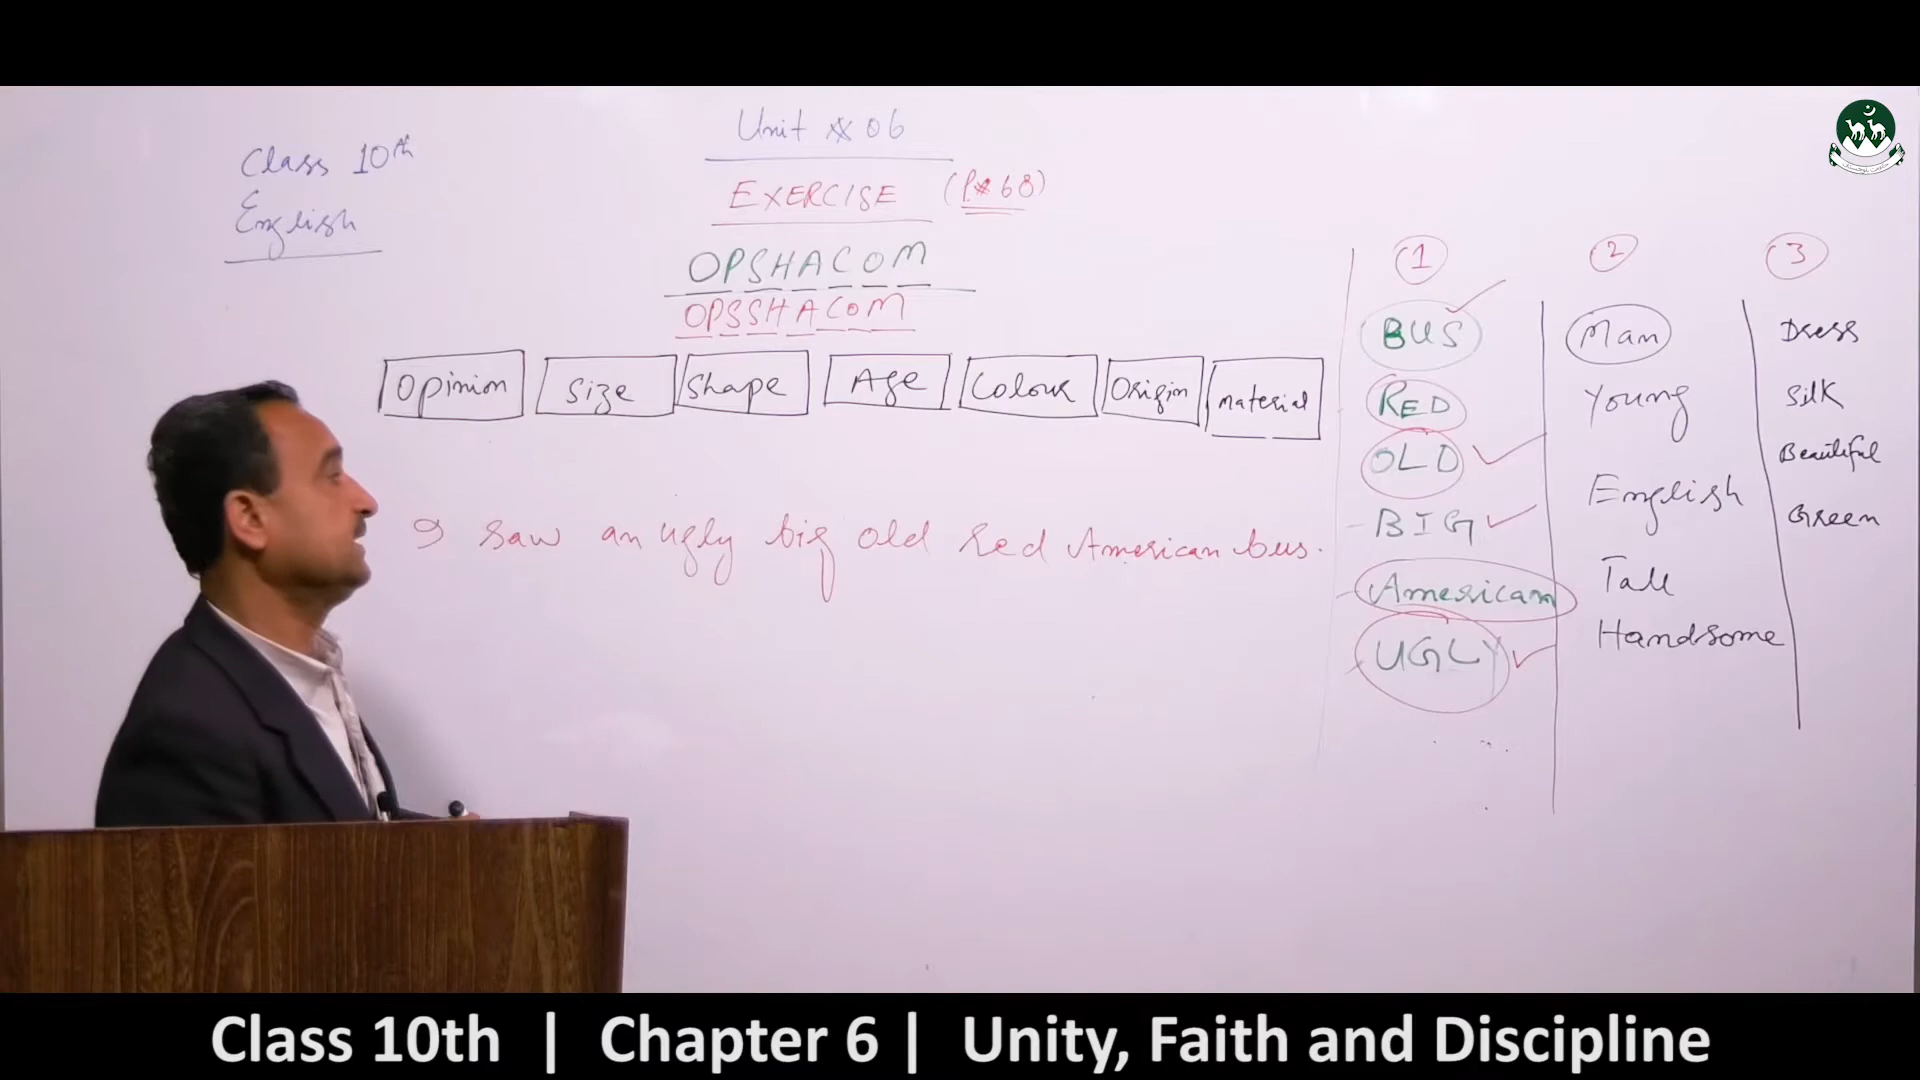 Class 10th
English
Unit # 06
EXERCISE (P.# 68)
OPSHACOM
OPSSHACOM
Opinion Size Shape Age Colour Origin material
I saw an ugly big old red American bus.
1
BUS
RED
OLD
BIG
American
UGLY
2
Man
Young
English
Tall
Handsome
3
Dress
Silk
Beautiful
Green
Class 10th | Chapter 6 | Unity, Faith and Discipline